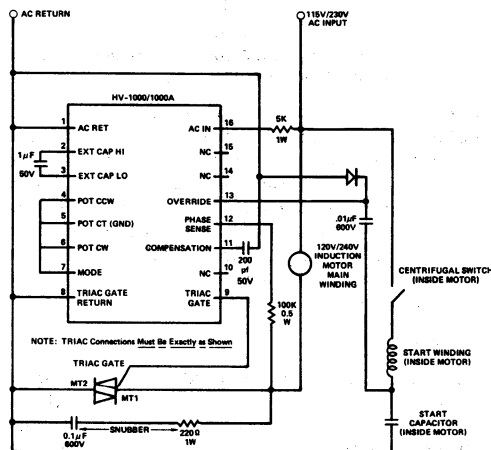 AC RETURN
115V/230V
AC INPUT
HV-1000/1000A
1 AC RET
AC IN 16
5K
1W
2 EXT CAP HI
NC 15
1µF
50V
3 EXT CAP LO
NC 14
4 POT CCW
OVERRIDE 13
5 POT CT (GND)
PHASE
SENSE 12
.01µF
600V
6 POT CW
COMPENSATION 11
200
pf
50V
7 MODE
NC 10
8 TRIAC GATE
RETURN
TRIAC
GATE 9
120V/240V
INDUCTION
MOTOR
MAIN
WINDING
CENTRIFUGAL SWITCH
(INSIDE MOTOR)
100K
0.5
W
NOTE: TRIAC Connections Must Be Exactly as Shown
TRIAC GATE
MT2
MT1
START WINDING
(INSIDE MOTOR)
SNUBBER
0.1µF
600V
220Ω
1W
START
CAPACITOR
(INSIDE MOTOR)